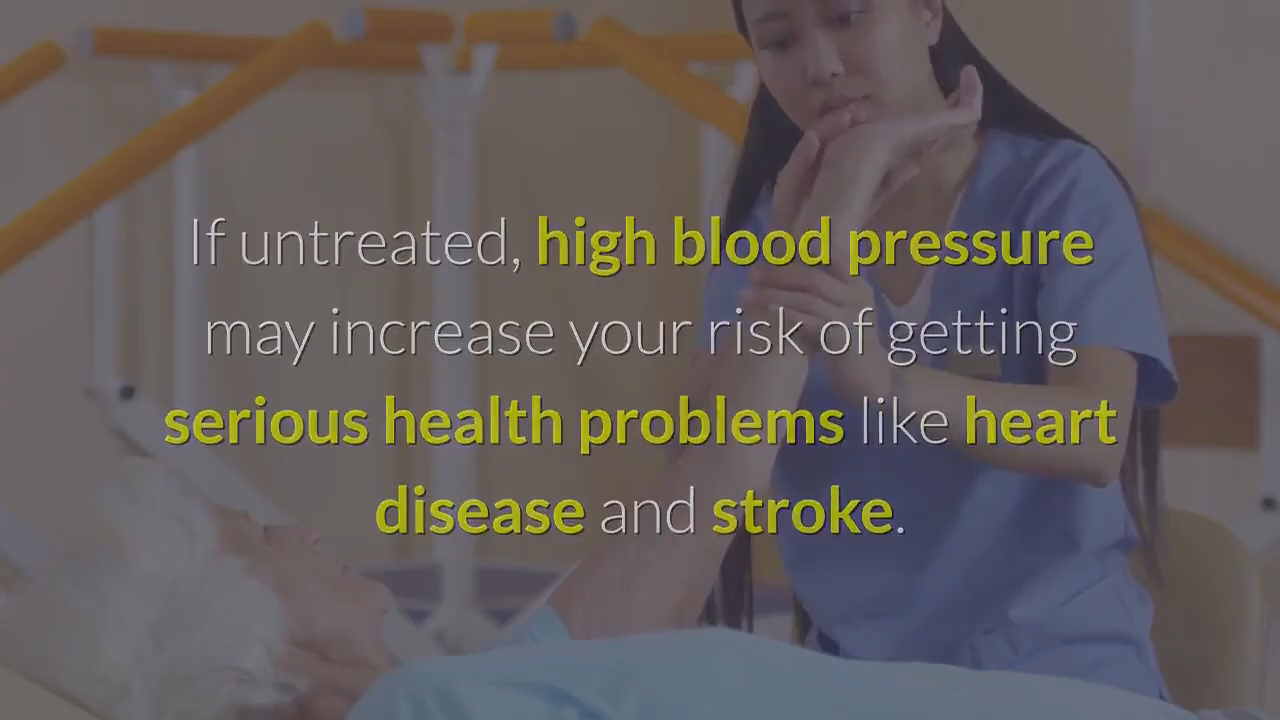 If untreated, high blood pressure
may increase your risk of getting
serious health problems like heart
disease and stroke.